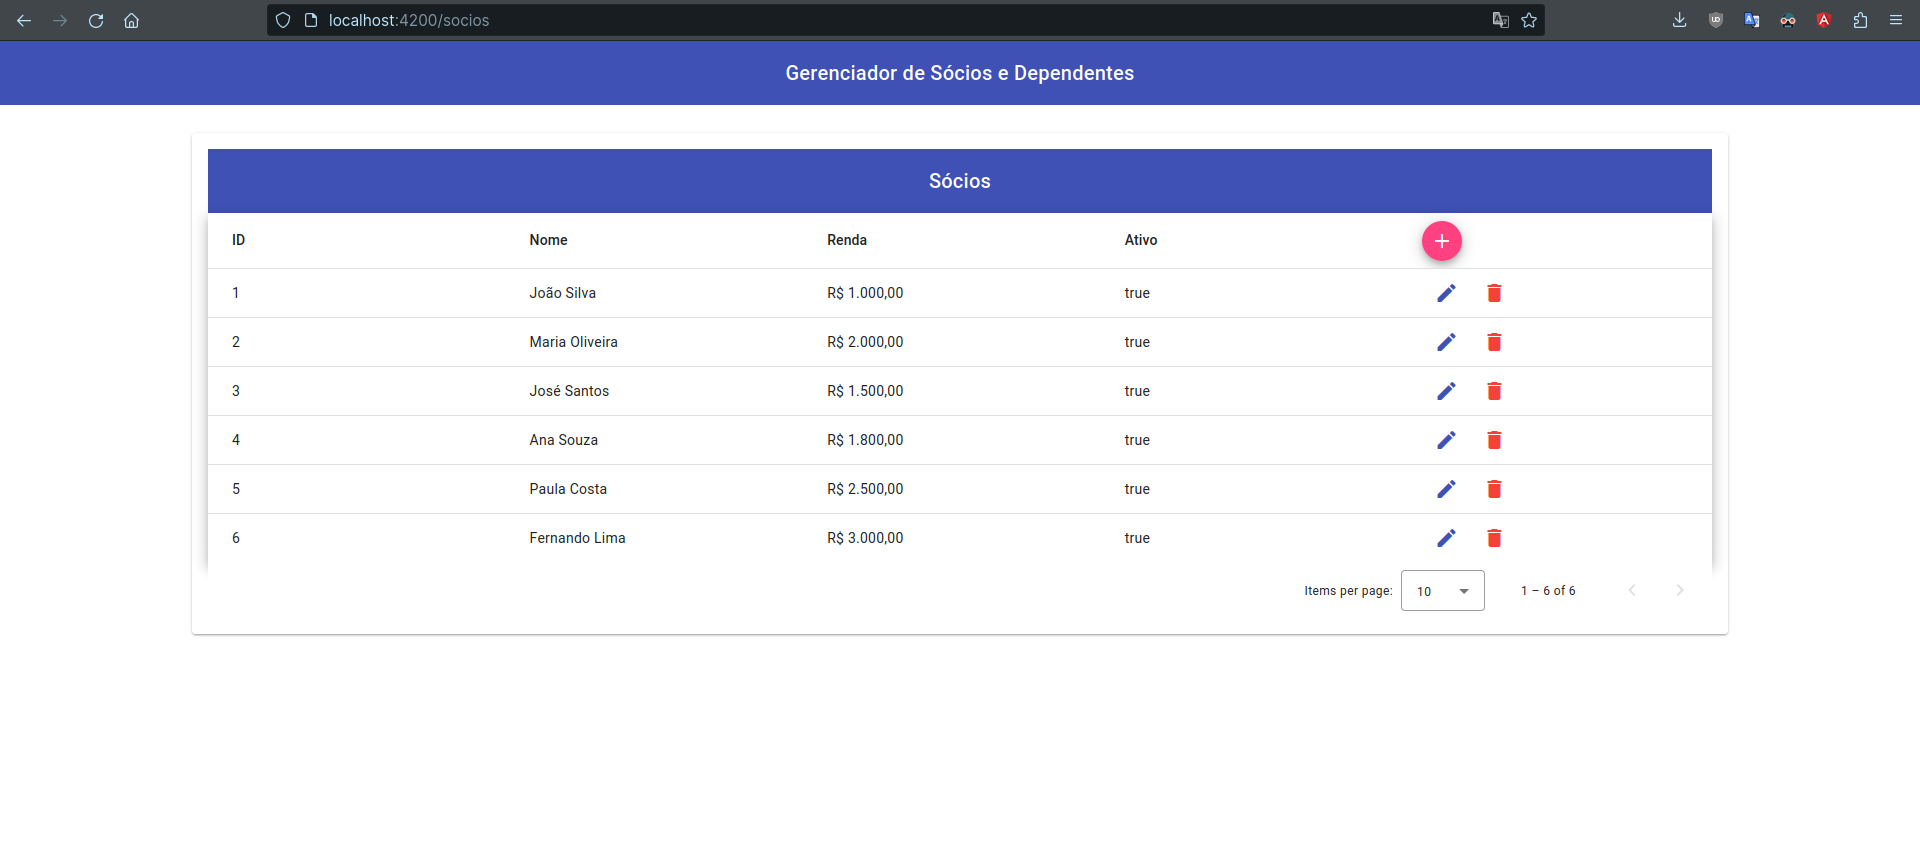 localhost:4200/socios
Gerenciador de Sócios e Dependentes
Sócios
ID Nome Renda Ativo
1 João Silva R$ 1.000,00 true
2 Maria Oliveira R$ 2.000,00 true
3 José Santos R$ 1.500,00 true
4 Ana Souza R$ 1.800,00 true
5 Paula Costa R$ 2.500,00 true
6 Fernando Lima R$ 3.000,00 true
Items per page: 10 1 – 6 of 6